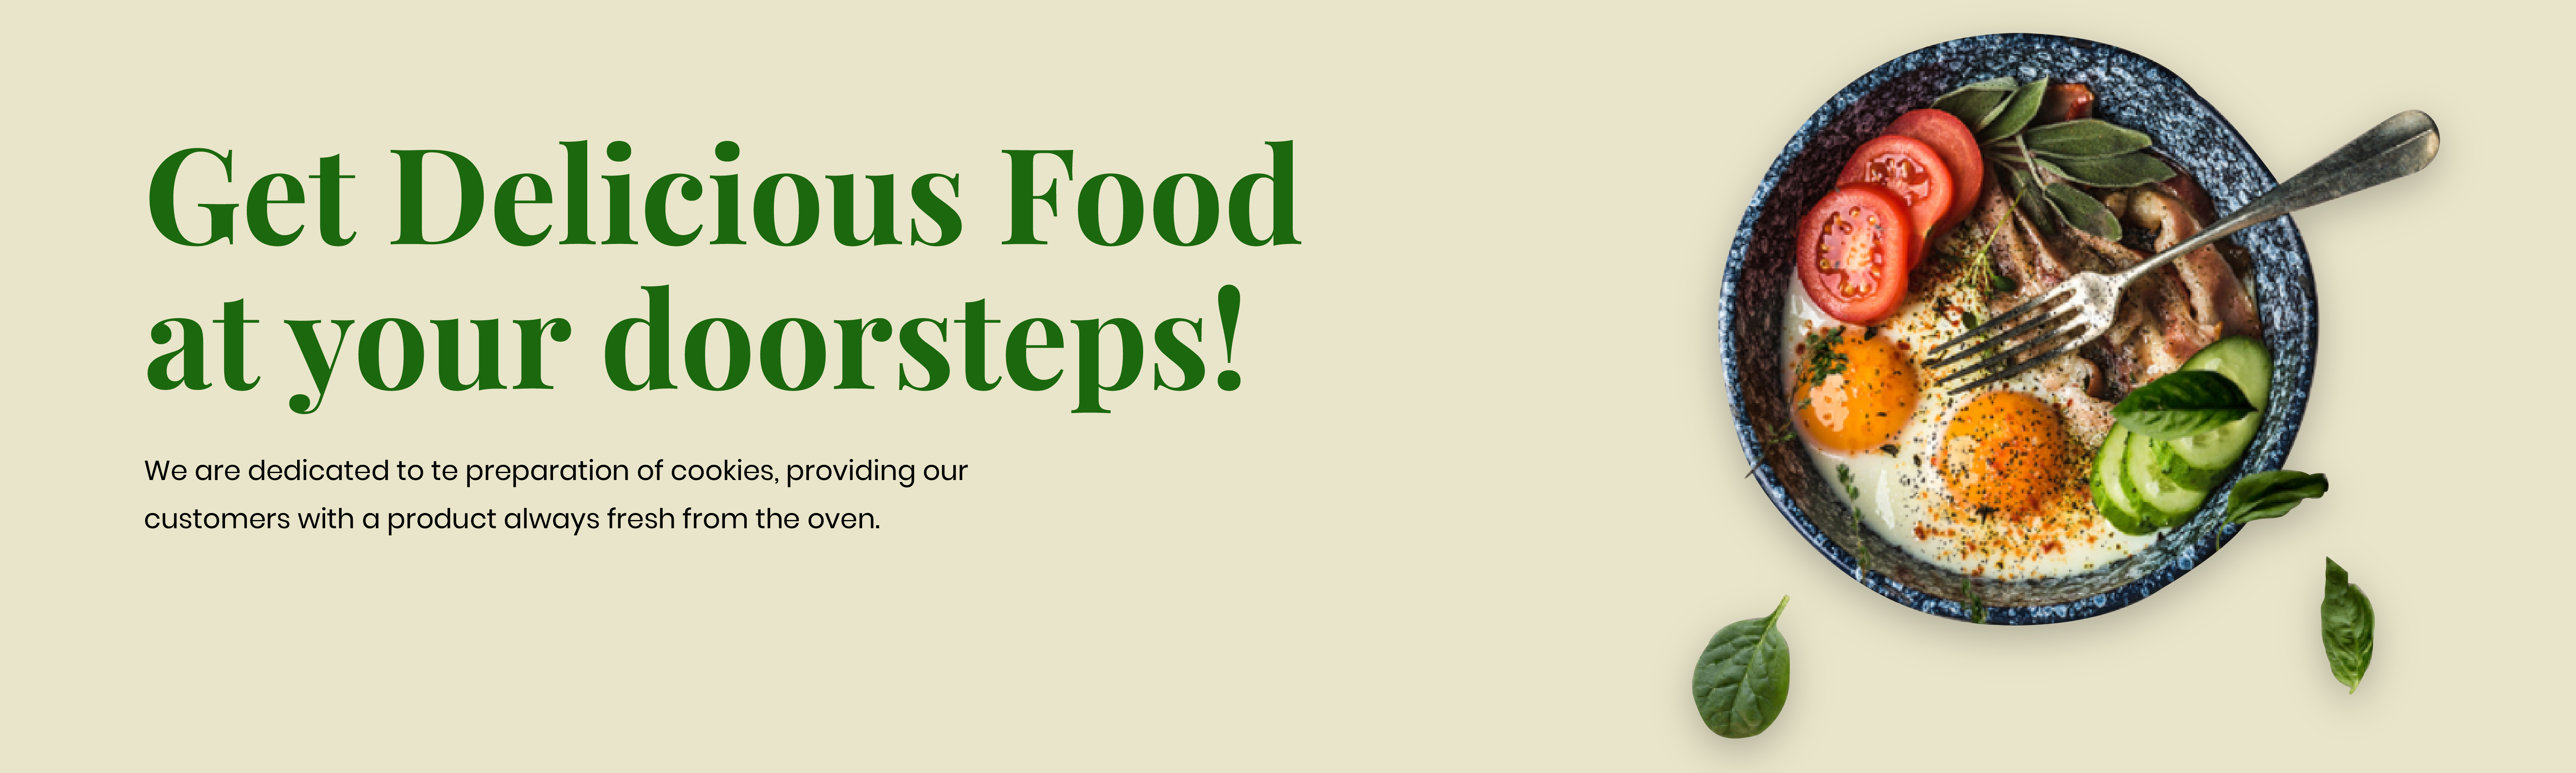 Get Delicious Food
at your doorsteps!
We are dedicated to te preparation of cookies, providing our
customers with a product always fresh from the oven.